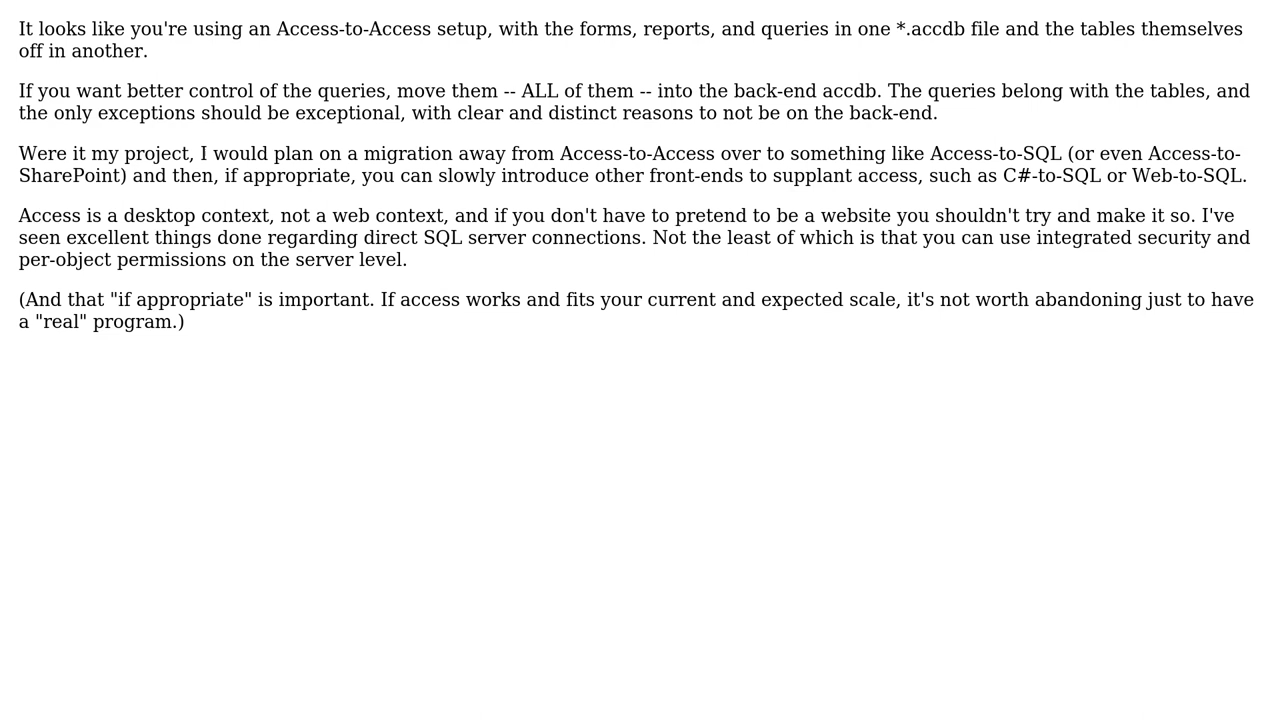 It looks like you're using an Access-to-Access setup, with the forms, reports, and queries in one *.accdb file and the tables themselves
off in another.
If you want better control of the queries, move them -- ALL of them -- into the back-end accdb. The queries belong with the tables, and
the only exceptions should be exceptional, with clear and distinct reasons to not be on the back-end.
Were it my project, I would plan on a migration away from Access-to-Access over to something like Access-to-SQL (or even Access-to-
SharePoint) and then, if appropriate, you can slowly introduce other front-ends to supplant access, such as C#-to-SQL or Web-to-SQL.
Access is a desktop context, not a web context, and if you don't have to pretend to be a website you shouldn't try and make it so. I've
seen excellent things done regarding direct SQL server connections. Not the least of which is that you can use integrated security and
per-object permissions on the server level.
(And that "if appropriate" is important. If access works and fits your current and expected scale, it's not worth abandoning just to have
a "real" program.)